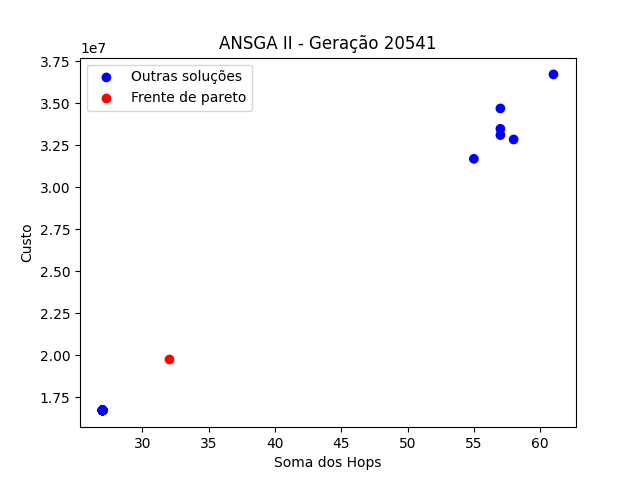 ANSGA II - Geração 20541
1e7
3.75
3.50
3.25
3.00
2.75
2.50
2.25
2.00
1.75
Custo
Outras soluções
Frente de pareto
30 35 40 45 50 55 60
Soma dos Hops